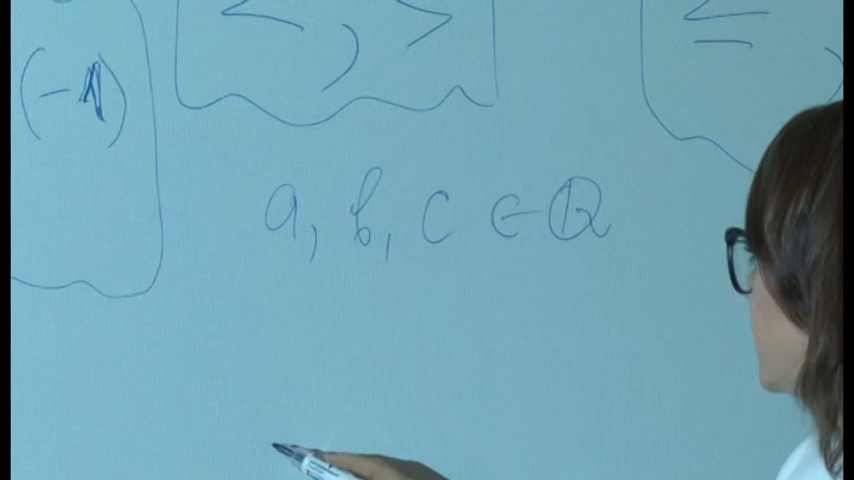 (-1)
< , >
≤
a, b, c ∈ ℚ